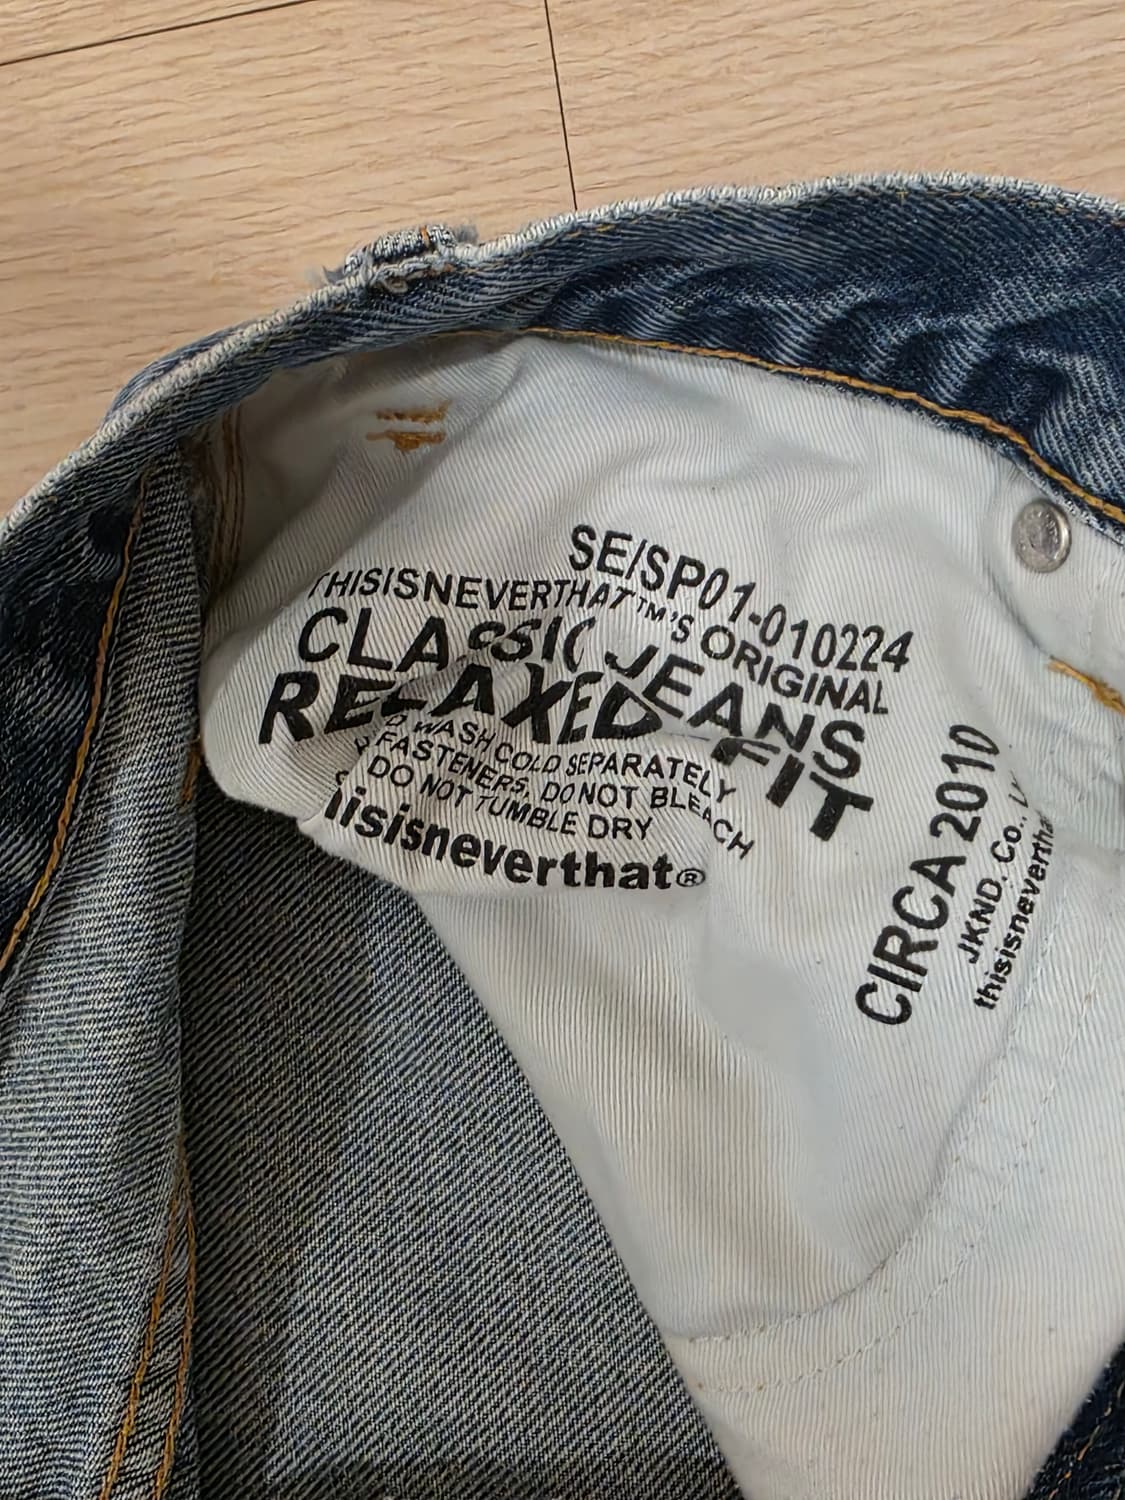 SE/SP01-010224
THISISNEVERTHAT™'S ORIGINAL
CLASSIC JEANS
RELAXED FIT
WASH COLD SEPARATELY
FASTENERS. DO NOT BLEACH
DO NOT TUMBLE DRY
iisisneverthat®
CIRCA 2010
JKND. Co.,
thisisneverthat